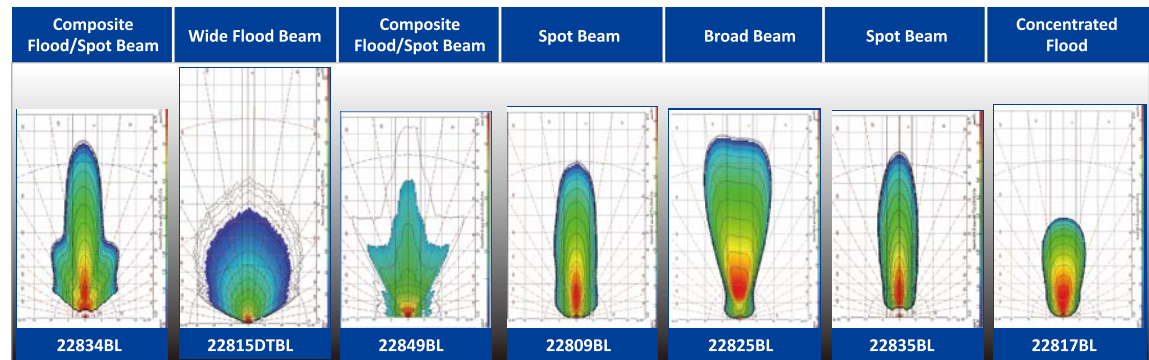 Composite
Flood/Spot Beam
Wide Flood Beam
Composite
Flood/Spot Beam
Spot Beam
Broad Beam
Spot Beam
Concentrated
Flood
22834BL
22815DTBL
22849BL
22809BL
22825BL
22835BL
22817BL